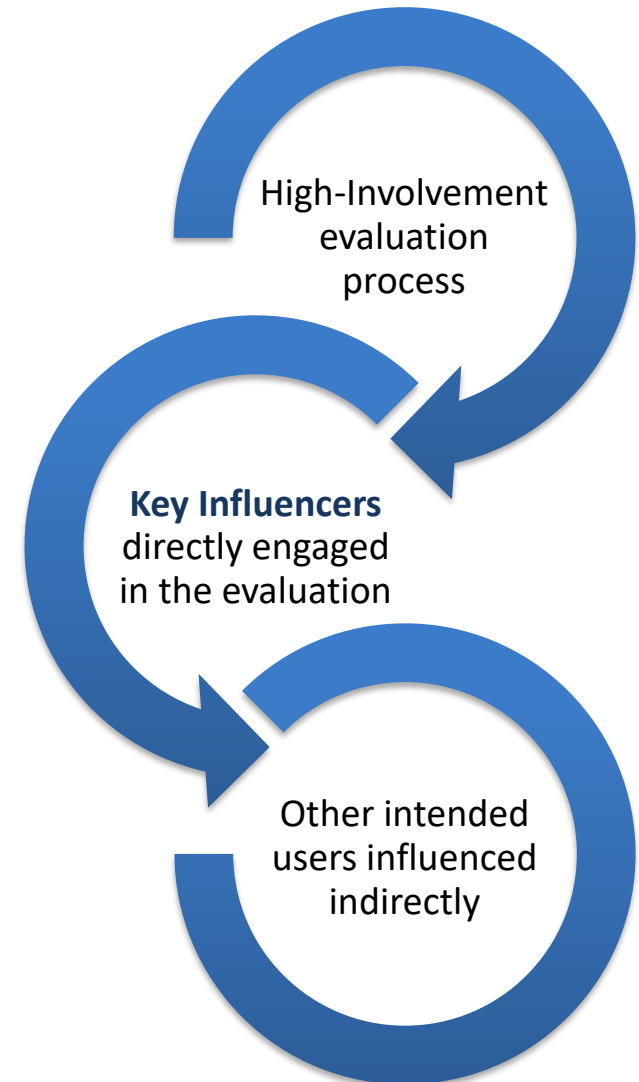 High-Involvement
evaluation
process
Key Influencers
directly engaged
in the evaluation
Other intended
users influenced
indirectly